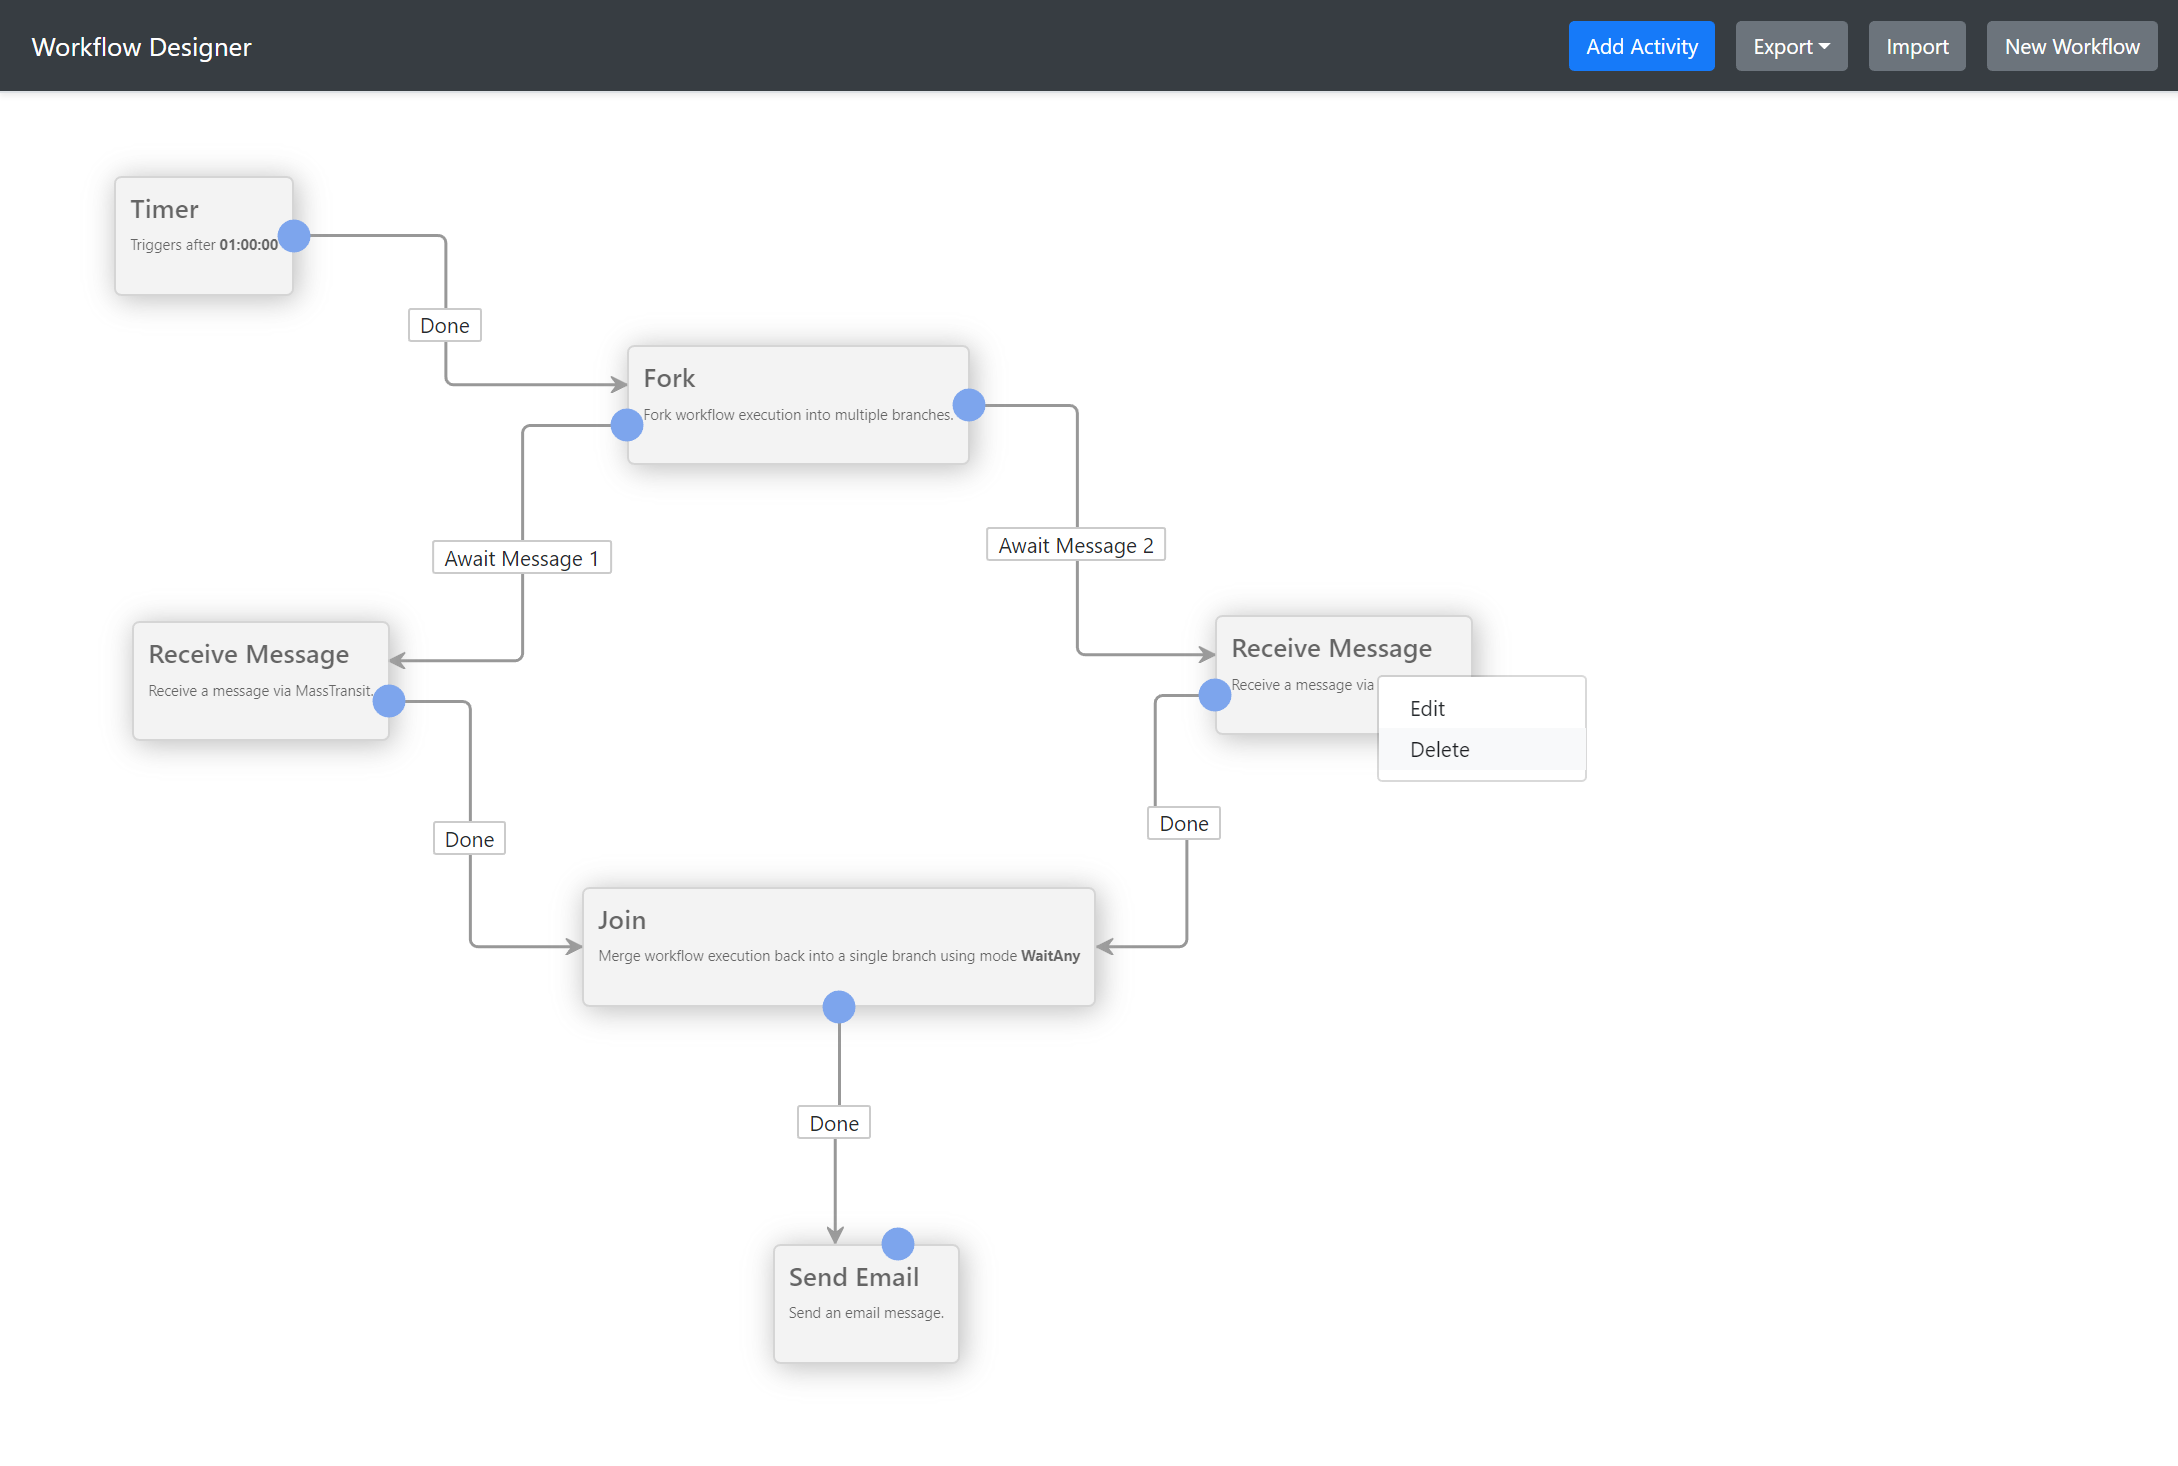 Workflow Designer
Add Activity
Export
Import
New Workflow
Timer
Triggers after 01:00:00
Done
Fork
Fork workflow execution into multiple branches.
Await Message 1
Await Message 2
Receive Message
Receive a message via MassTransit.
Receive Message
Receive a message via
Edit
Delete
Done
Done
Join
Merge workflow execution back into a single branch using mode WaitAny
Done
Send Email
Send an email message.